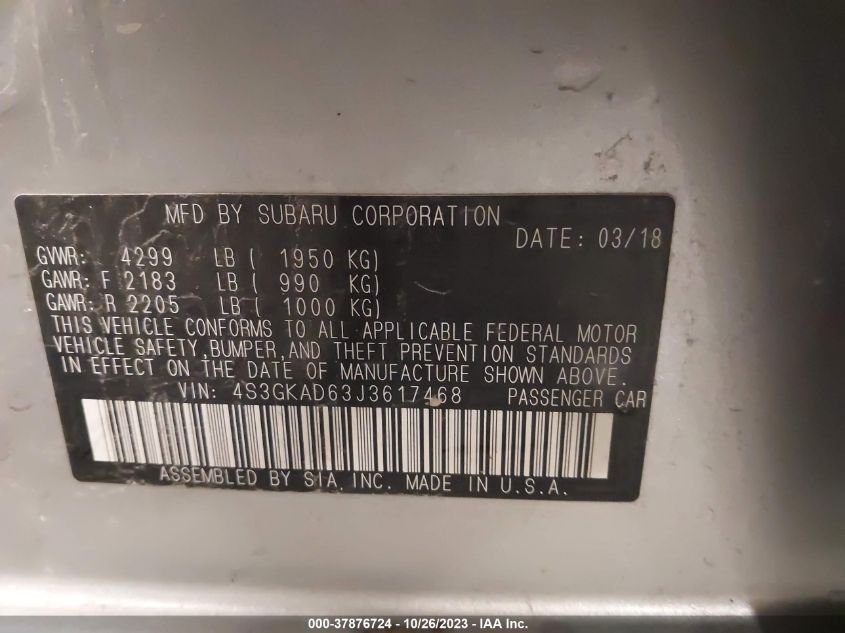 MFD BY SUBARU CORPORATION
DATE: 03/18
GVWR: 4299 LB ( 1950 KG)
GAWR: F 2183 LB ( 990 KG)
GAWR: R 2205 LB ( 1000 KG)
THIS VEHICLE CONFORMS TO ALL APPLICABLE FEDERAL MOTOR
VEHICLE SAFETY,BUMPER,AND THEFT PREVENTION STANDARDS
IN EFFECT ON THE DATE OF MANUFACTURE SHOWN ABOVE.
VIN: 4S3GKAD63J3617468 PASSENGER CAR
ASSEMBLED BY SIA.INC. MADE IN U.S.A.
000-37876724 - 10/26/2023 - IAA Inc.